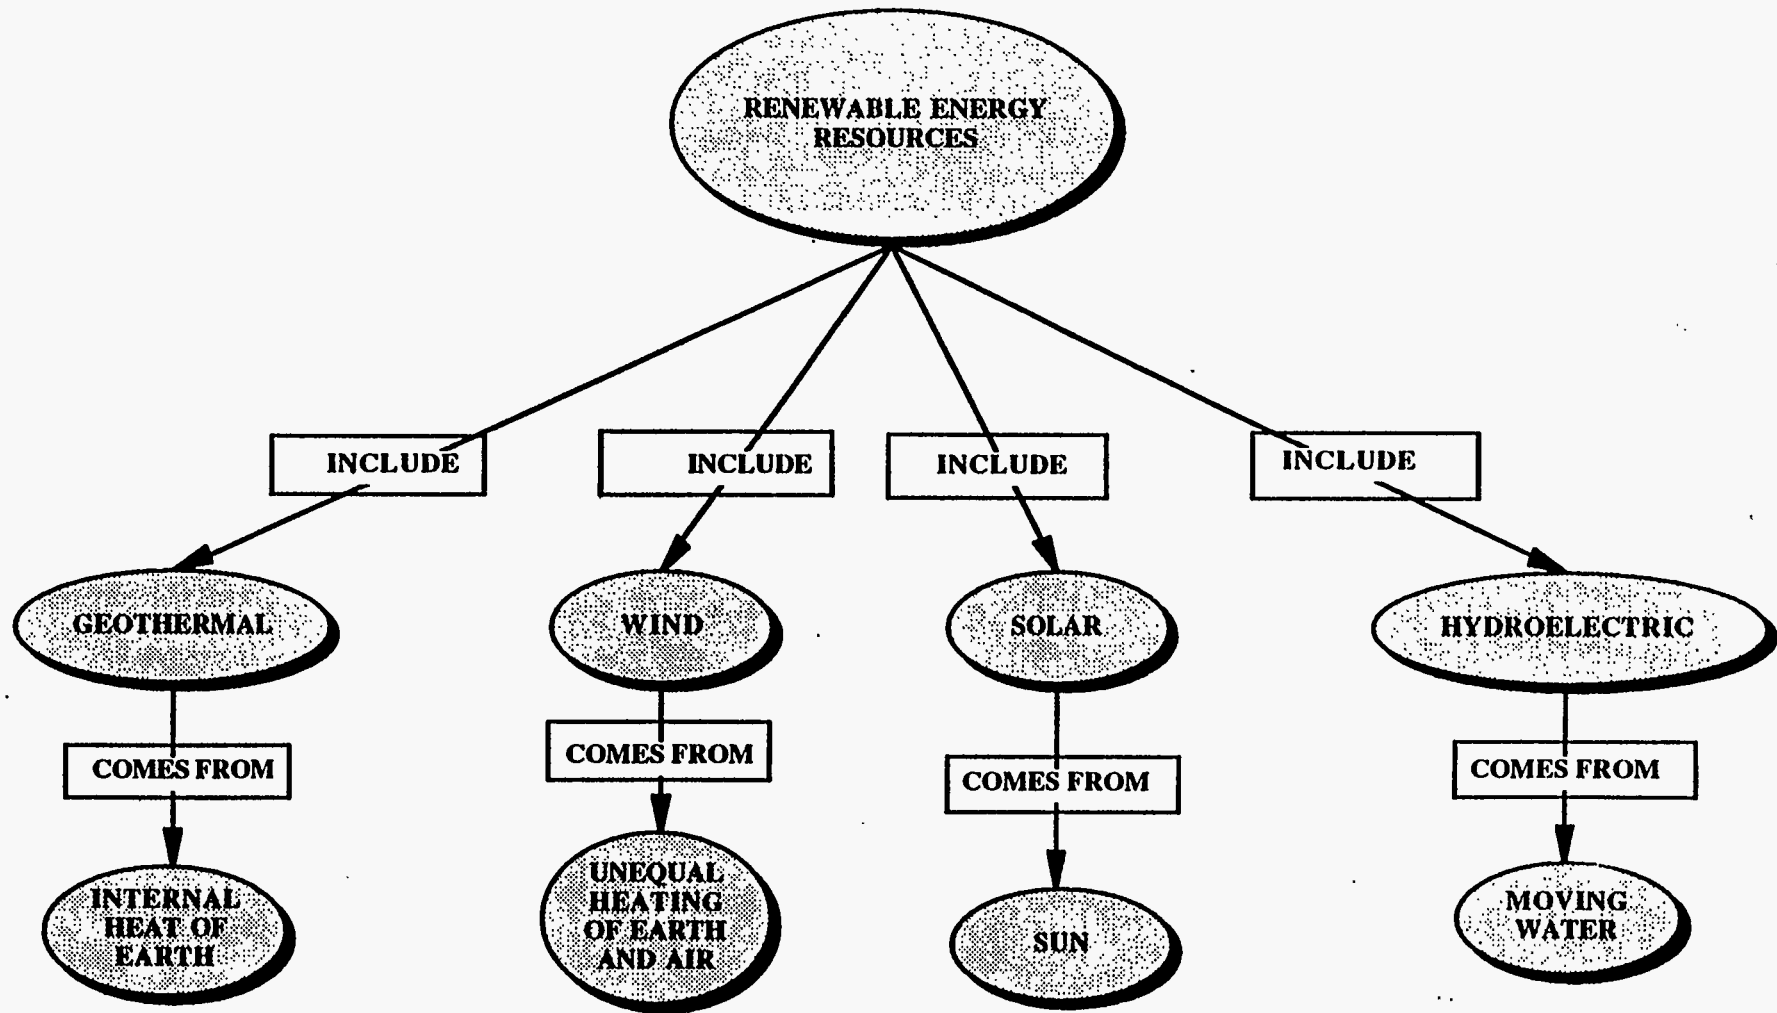 RENEWABLE ENERGY
RESOURCES
INCLUDE
INCLUDE
INCLUDE
INCLUDE
GEOTHERMAL
WIND
SOLAR
HYDROELECTRIC
COMES FROM
COMES FROM
COMES FROM
COMES FROM
INTERNAL
HEAT OF
EARTH
UNEQUAL
HEATING
OF EARTH
AND AIR
SUN
MOVING
WATER